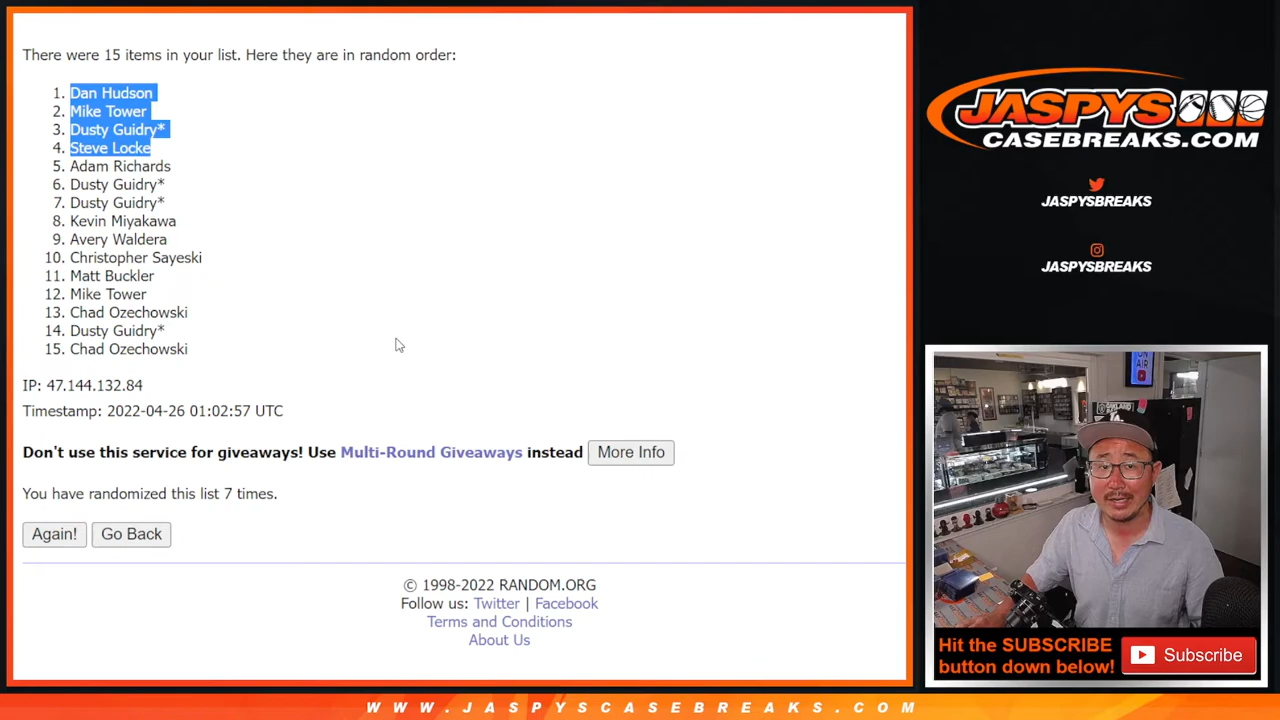 There were 15 items in your list. Here they are in random order:
1. Dan Hudson
2. Mike Tower
3. Dusty Guidry*
4. Steve Locke
5. Adam Richards
6. Dusty Guidry*
7. Dusty Guidry*
8. Kevin Miyakawa
9. Avery Waldera
10. Christopher Sayeski
11. Matt Buckler
12. Mike Tower
13. Chad Ozechowski
14. Dusty Guidry*
15. Chad Ozechowski
IP: 47.144.132.84
Timestamp: 2022-04-26 01:02:57 UTC
Don't use this service for giveaways! Use Multi-Round Giveaways instead More Info
You have randomized this list 7 times.
Again! Go Back
© 1998-2022 RANDOM.ORG
Follow us: Twitter | Facebook
Terms and Conditions
About Us
JASPYS
CASEBREAKS.COM
JASPYSBREAKS
JASPYSBREAKS
ON
AIR
Hit the SUBSCRIBE
button down below!
Subscribe
WWW.JASPYSCASEBREAKS.COM